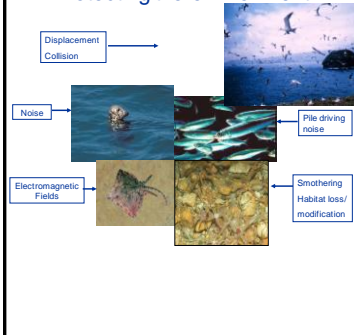 Displacement
Collision
Noise
Pile driving
noise
Electromagnetic
Fields
Smothering
Habitat loss/
modification